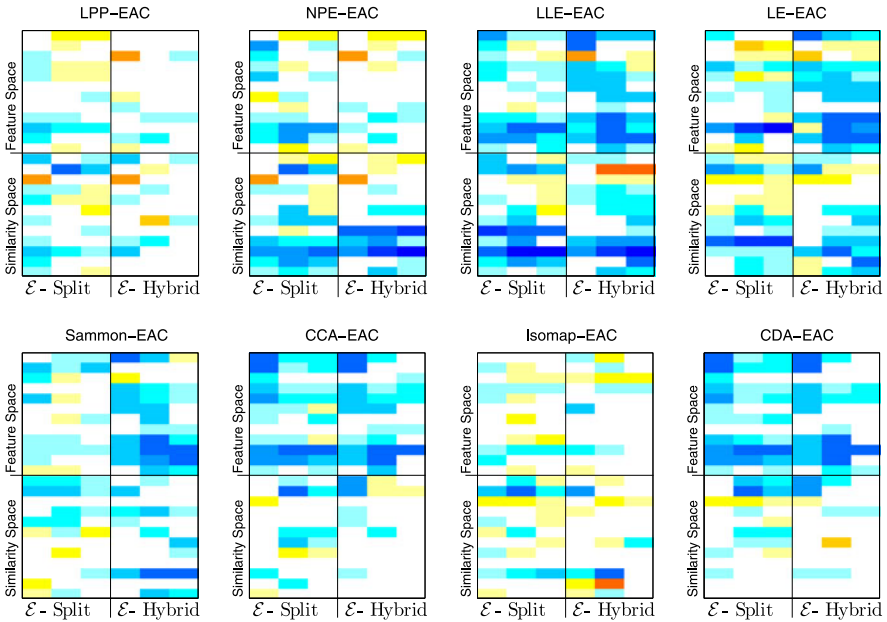 LPP-EAC
NPE-EAC
LLE-EAC
LE-EAC
Feature Space
Similarity Space
ℰ - Split
ℰ - Hybrid
Feature Space
Similarity Space
ℰ - Split
ℰ - Hybrid
Feature Space
Similarity Space
ℰ - Split
ℰ - Hybrid
Feature Space
Similarity Space
ℰ - Split
ℰ - Hybrid
Sammon-EAC
CCA-EAC
Isomap-EAC
CDA-EAC
Feature Space
Similarity Space
ℰ - Split
ℰ - Hybrid
Feature Space
Similarity Space
ℰ - Split
ℰ - Hybrid
Feature Space
Similarity Space
ℰ - Split
ℰ - Hybrid
Feature Space
Similarity Space
ℰ - Split
ℰ - Hybrid